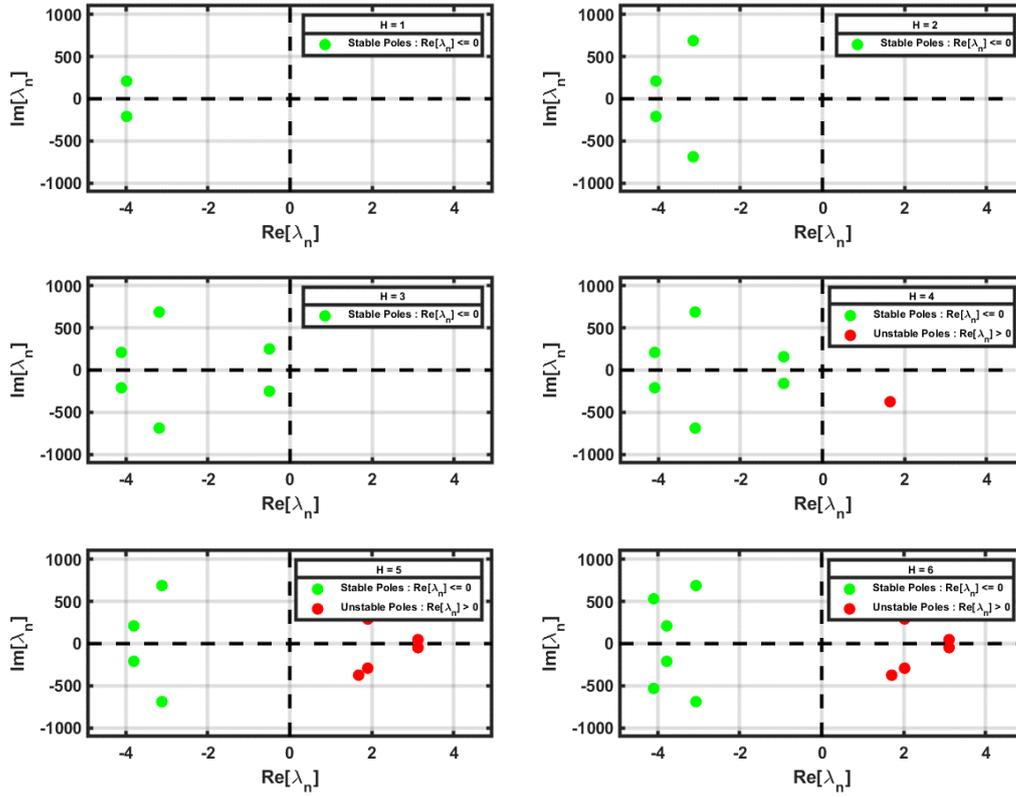 1000
500
0
-500
-1000
Im[λn]
-4 -2 0 2 4
Re[λn]
H = 1
Stable Poles : Re[λn] <= 0
1000
500
0
-500
-1000
Im[λn]
-4 -2 0 2 4
Re[λn]
H = 2
Stable Poles : Re[λn] <= 0
1000
500
0
-500
-1000
Im[λn]
-4 -2 0 2 4
Re[λn]
H = 3
Stable Poles : Re[λn] <= 0
1000
500
0
-500
-1000
Im[λn]
-4 -2 0 2 4
Re[λn]
H = 4
Stable Poles : Re[λn] <= 0
Unstable Poles : Re[λn] > 0
1000
500
0
-500
-1000
Im[λn]
-4 -2 0 2 4
Re[λn]
H = 5
Stable Poles : Re[λn] <= 0
Unstable Poles : Re[λn] > 0
1000
500
0
-500
-1000
Im[λn]
-4 -2 0 2 4
Re[λn]
H = 6
Stable Poles : Re[λn] <= 0
Unstable Poles : Re[λn] > 0